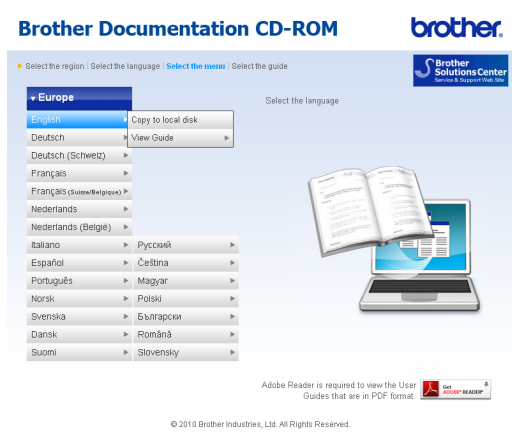 Brother Documentation CD-ROM
brother.
Select the region | Select the language | Select the menu | Select the guide
Brother
Solutions Center
Service & Support Web Site
Europe
Select the language
English
Copy to local disk
Deutsch
View Guide
Deutsch (Schweiz)
Français
Français (Suisse/Belgique)
Nederlands
Nederlands (België)
Italiano
Русский
Español
Čeština
Português
Magyar
Norsk
Polski
Svenska
Български
Dansk
Română
Suomi
Slovensky
Adobe Reader is required to view the User
Guides that are in PDF format.
Get
ADOBE® READER®
© 2010 Brother Industries, Ltd. All Rights Reserved.